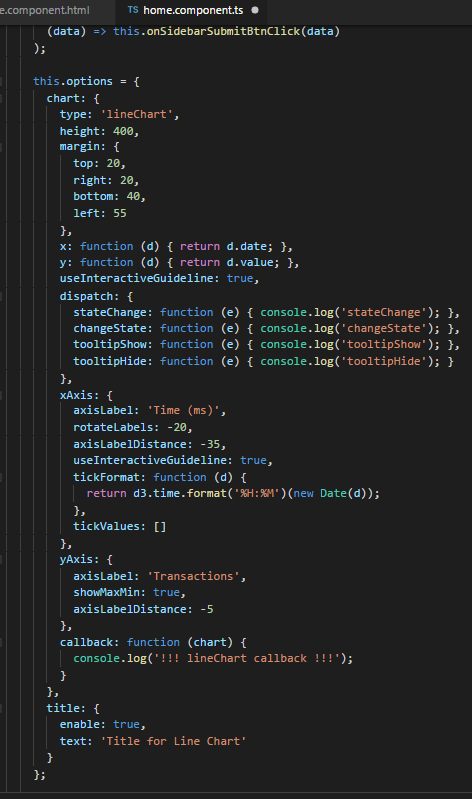 e.component.html
TS home.component.ts
(data) => this.onSidebarSubmitBtnClick(data)
);
this.options = {
chart: {
type: 'lineChart',
height: 400,
margin: {
top: 20,
right: 20,
bottom: 40,
left: 55
},
x: function (d) { return d.date; },
y: function (d) { return d.value; },
useInteractiveGuideline: true,
dispatch: {
stateChange: function (e) { console.log('stateChange'); },
changeState: function (e) { console.log('changeState'); },
tooltipShow: function (e) { console.log('tooltipShow'); },
tooltipHide: function (e) { console.log('tooltipHide'); }
},
xAxis: {
axisLabel: 'Time (ms)',
rotateLabels: -20,
axisLabelDistance: -35,
useInteractiveGuideline: true,
tickFormat: function (d) {
return d3.time.format('%H:%M')(new Date(d));
},
tickValues: []
},
yAxis: {
axisLabel: 'Transactions',
showMaxMin: true,
axisLabelDistance: -5
},
callback: function (chart) {
console.log('!!! lineChart callback !!!');
}
},
title: {
enable: true,
text: 'Title for Line Chart'
}
};